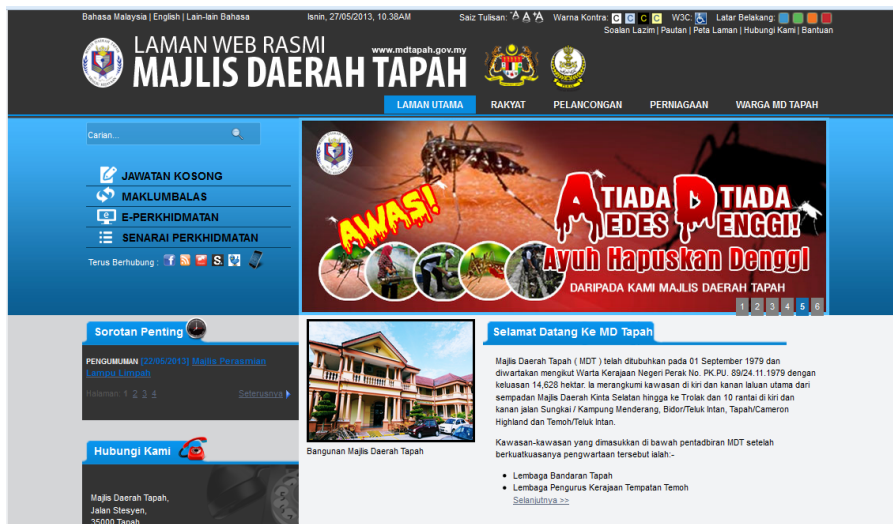 Bahasa Malaysia | English | Lain-lain Bahasa
Isnin, 27/05/2013, 10.38AM
Saiz Tulisan: A A A
Warna Kontra: C C C C
W3C:
Latar Belakang:
Soalan Lazim | Pautan | Peta Laman | Hubungi Kami | Bantuan
LAMAN WEB RASMI
www.mdtapah.gov.my
MAJLIS DAERAH TAPAH
LAMAN UTAMA
RAKYAT
PELANCONGAN
PERNIAGAAN
WARGA MD TAPAH
Carian...
JAWATAN KOSONG
MAKLUMBALAS
E-PERKHIDMATAN
SENARAI PERKHIDMATAN
Terus Berhubung :
AWAS!
TIADA AEDES TIADA DENGGI!
Ayuh Hapuskan Denggi
DARIPADA KAMI MAJLIS DAERAH TAPAH
1 2 3 4 5 6
Sorotan Penting
PENGUMUMAN [22/05/2013] Majlis Perasmian
Lampu Limpah
Halaman: 1 2 3 4
Seterusnya
Hubungi Kami
Majlis Daerah Tapah,
Jalan Stesyen,
35000 Tapah
Bangunan Majlis Daerah Tapah
Selamat Datang Ke MD Tapah
Majlis Daerah Tapah ( MDT ) telah ditubuhkan pada 01 September 1979 dan
diwartakan mengikut Warta Kerajaan Negeri Perak No. PK.PU. 89/24.11.1979 dengan
keluasan 14,628 hektar. Ia merangkumi kawasan di kiri dan kanan laluan utama dari
sempadan Majlis Daerah Kinta Selatan hingga ke Trolak dan 10 rantai di kiri dan
kanan jalan Sungkai / Kampung Menderang, Bidor/Teluk Intan, Tapah/Cameron
Highland dan Temoh/Teluk Intan.
Kawasan-kawasan yang dimasukkan di bawah pentadbiran MDT setelah
berkuatkuasanya pengwartaan tersebut ialah:-
Lembaga Bandaran Tapah
Lembaga Pengurus Kerajaan Tempatan Temoh
Selanjutnya >>